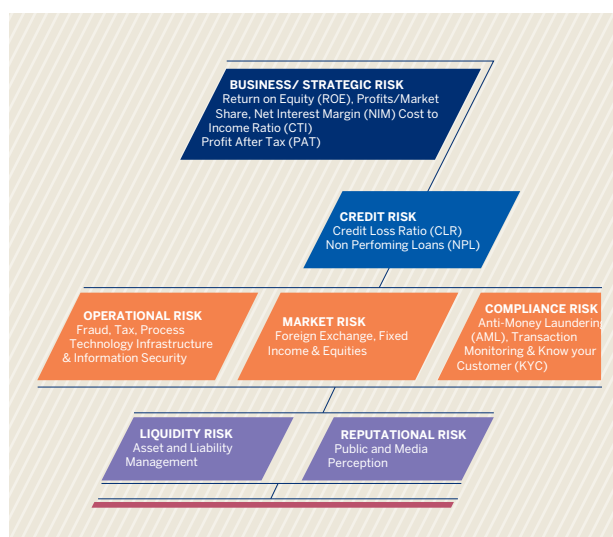 BUSINESS/ STRATEGIC RISK
Return on Equity (ROE), Profits/Market
Share, Net Interest Margin (NIM) Cost to
Income Ratio (CTI)
Profit After Tax (PAT)
CREDIT RISK
Credit Loss Ratio (CLR)
Non Perfoming Loans (NPL)
OPERATIONAL RISK
Fraud, Tax, Process
Technology Infrastructure
& Information Security
MARKET RISK
Foreign Exchange, Fixed
Income & Equities
COMPLIANCE RISK
Anti-Money Laundering
(AML), Transaction
Monitoring & Know your
Customer (KYC)
LIQUIDITY RISK
Asset and Liability
Management
REPUTATIONAL RISK
Public and Media
Perception